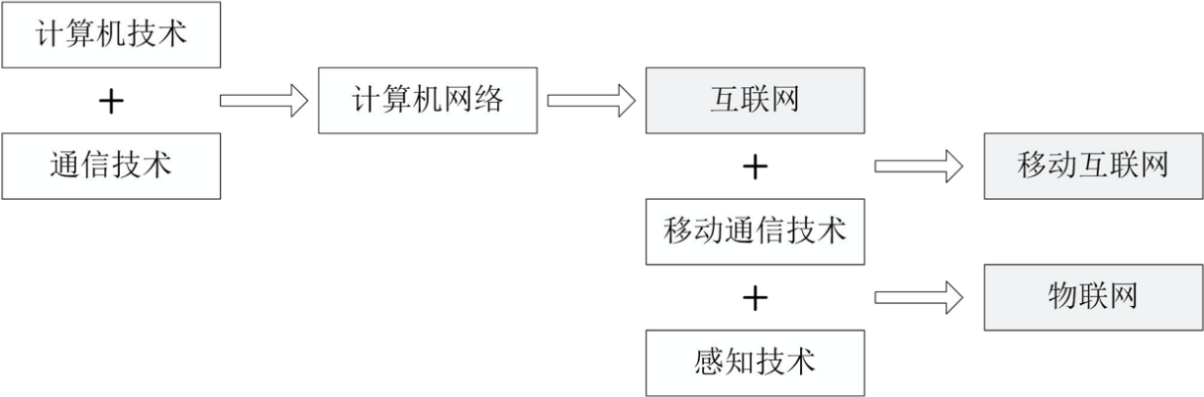 计算机技术
+
通信技术
计算机网络
互联网
+
移动通信技术
+
感知技术
移动互联网
物联网